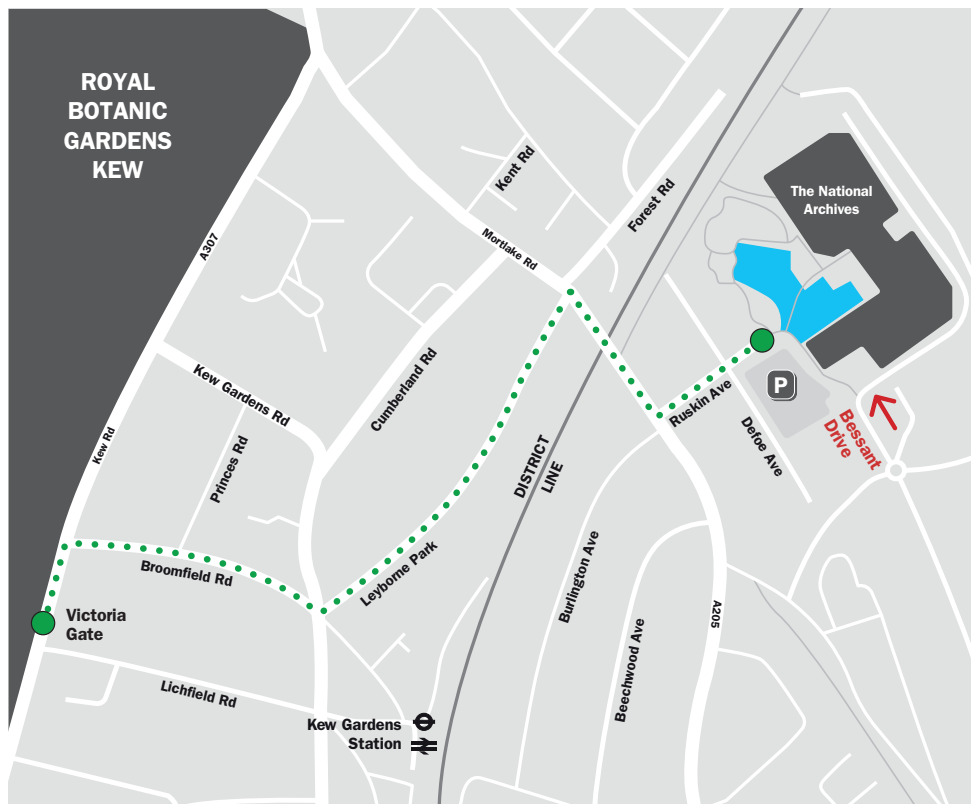 ROYAL
BOTANIC
GARDENS
KEW
Kent Rd
The National
Archives
Forest Rd
A307
Mortlake Rd
Kew Gardens Rd
Cumberland Rd
P
Ruskin Ave
Bessant
Drive
Defoe Ave
Kew Rd
Princes Rd
DISTRICT
LINE
Broomfield Rd
Leyborne Park
Burlington Ave
Victoria
Gate
A205
Beechwood Ave
Lichfield Rd
Kew Gardens
Station